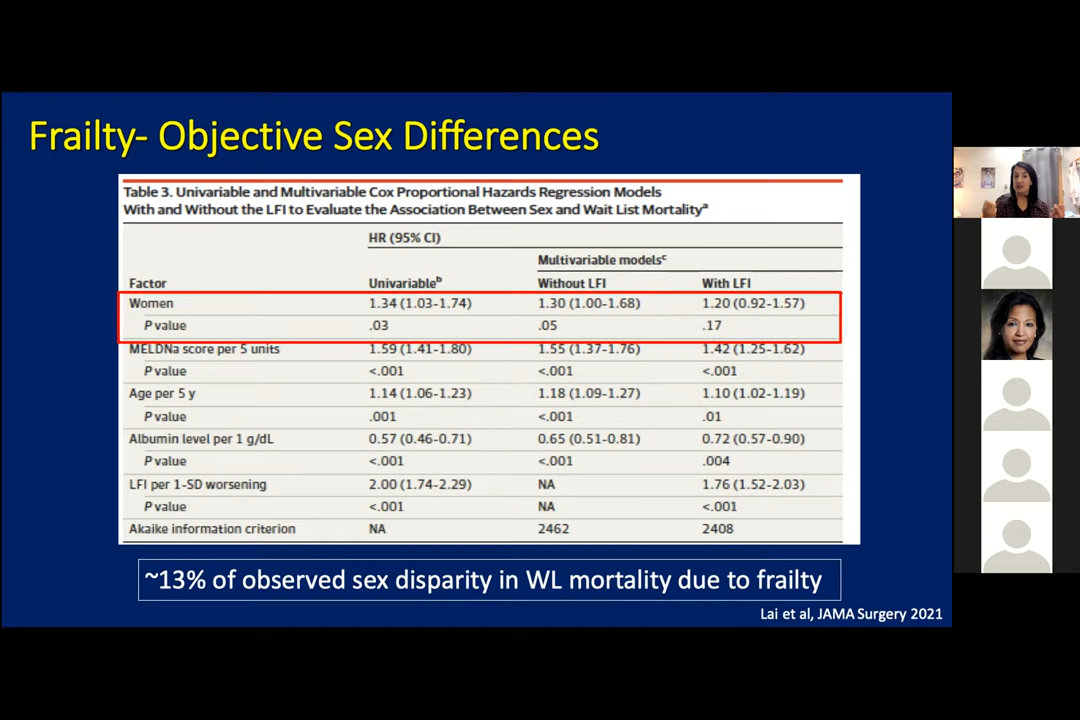 Frailty- Objective Sex Differences
Table 3. Univariable and Multivariable Cox Proportional Hazards Regression Models
With and Without the LFI to Evaluate the Association Between Sex and Wait List Mortalityᵃ
HR (95% CI)
Multivariable modelsᶜ
Factor Univariableᵇ Without LFI With LFI
Women 1.34 (1.03-1.74) 1.30 (1.00-1.68) 1.20 (0.92-1.57)
P value .03 .05 .17
MELDNa score per 5 units 1.59 (1.41-1.80) 1.55 (1.37-1.76) 1.42 (1.25-1.62)
P value <.001 <.001 <.001
Age per 5 y 1.14 (1.06-1.23) 1.18 (1.09-1.27) 1.10 (1.02-1.19)
P value .001 <.001 .01
Albumin level per 1 g/dL 0.57 (0.46-0.71) 0.65 (0.51-0.81) 0.72 (0.57-0.90)
P value <.001 <.001 .004
LFI per 1-SD worsening 2.00 (1.74-2.29) NA 1.76 (1.52-2.03)
P value <.001 NA <.001
Akaike information criterion NA 2462 2408
~13% of observed sex disparity in WL mortality due to frailty
Lai et al, JAMA Surgery 2021